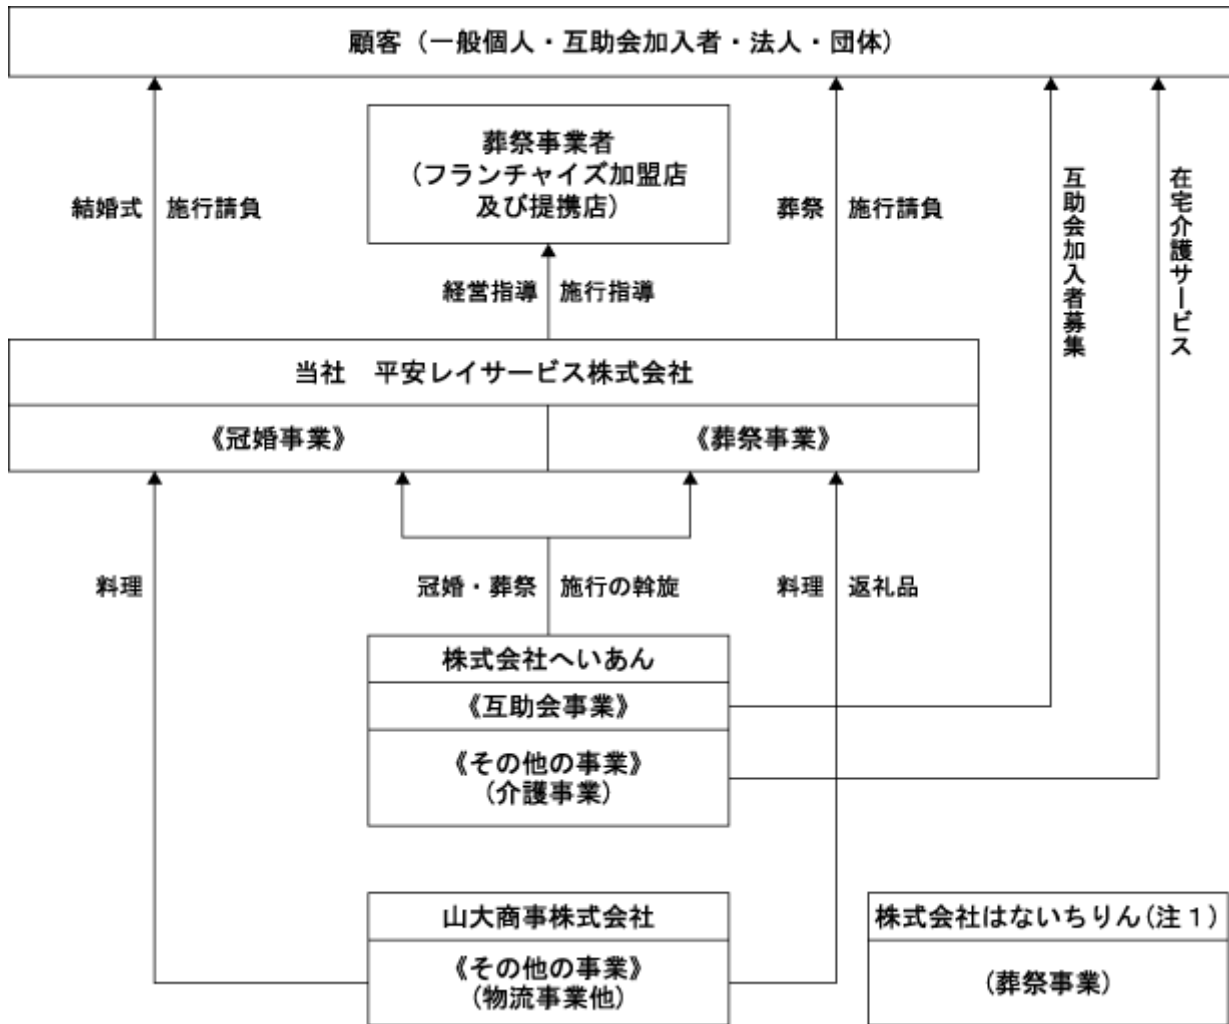 顧客（一般個人・互助会加入者・法人・団体）
葬祭事業者
（フランチャイズ加盟店
及び提携店）
結婚式 施行請負
葬祭 施行請負
互助会加入者募集
在宅介護サービス
経営指導 施行指導
当社　平安レイサービス株式会社
《冠婚事業》
《葬祭事業》
料理
冠婚・葬祭 施行の斡旋
料理 返礼品
株式会社へいあん
《互助会事業》
《その他の事業》
（介護事業）
山大商事株式会社
《その他の事業》
（物流事業他）
株式会社はないちりん（注１）
（葬祭事業）